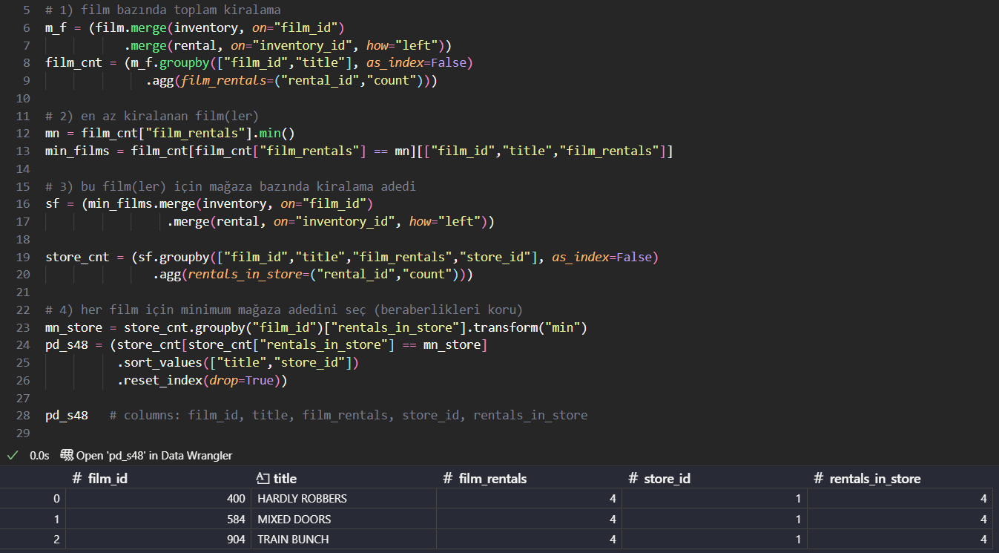 5 # 1) film bazında toplam kiralama
6 m_f = (film.merge(inventory, on="film_id")
7 .merge(rental, on="inventory_id", how="left"))
8 film_cnt = (m_f.groupby(["film_id","title"], as_index=False)
9 .agg(film_rentals=("rental_id","count")))
10
11 # 2) en az kiralanan film(ler)
12 mn = film_cnt["film_rentals"].min()
13 min_films = film_cnt[film_cnt["film_rentals"] == mn][["film_id","title","film_rentals"]]
14
15 # 3) bu film(ler) için mağaza bazında kiralama adedi
16 sf = (min_films.merge(inventory, on="film_id")
17 .merge(rental, on="inventory_id", how="left"))
18
19 store_cnt = (sf.groupby(["film_id","title","film_rentals","store_id"], as_index=False)
20 .agg(rentals_in_store=("rental_id","count")))
21
22 # 4) her film için minimum mağaza adedini seç (beraberlikleri koru)
23 mn_store = store_cnt.groupby("film_id")["rentals_in_store"].transform("min")
24 pd_s48 = (store_cnt[store_cnt["rentals_in_store"] == mn_store]
25 .sort_values(["title","store_id"])
26 .reset_index(drop=True))
27
28 pd_s48 # columns: film_id, title, film_rentals, store_id, rentals_in_store
29
0.0s Open 'pd_s48' in Data Wrangler
# film_id title # film_rentals # store_id # rentals_in_store
0 400 HARDLY ROBBERS 4 1 4
1 584 MIXED DOORS 4 1 4
2 904 TRAIN BUNCH 4 1 4